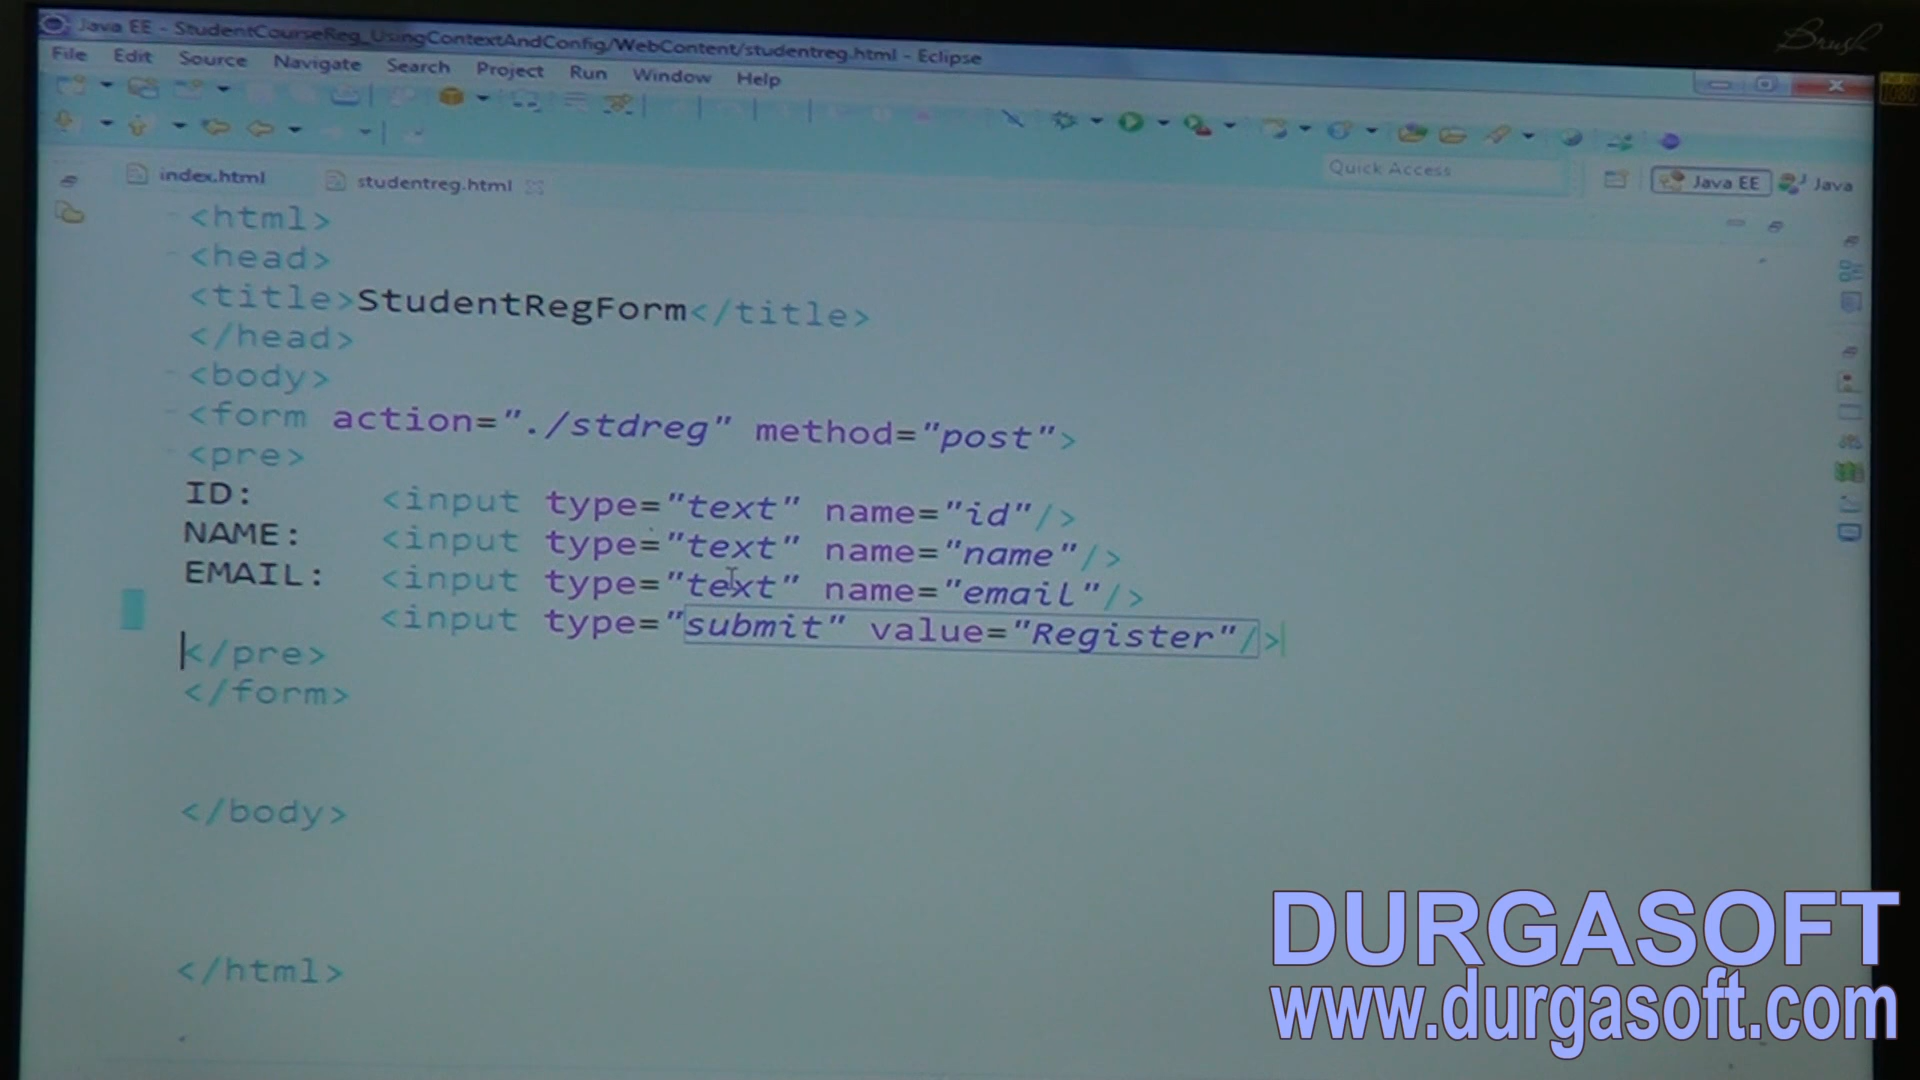 Brush
Java EE - StudentCourseReg_UsingContextAndConfig/WebContent/studentreg.html - Eclipse
File Edit Source Navigate Search Project Run Window Help
Quick Access
Java EE
Java
index.html
studentreg.html
<html>
<head>
<title>StudentRegForm</title>
</head>
<body>
<form action="./stdreg" method="post">
<pre>
ID: <input type="text" name="id"/>
NAME: <input type="text" name="name"/>
EMAIL: <input type="text" name="email"/>
<input type="submit" value="Register"/>
</pre>
</form>
</body>
</html>
DURGASOFT
www.durgasoft.com